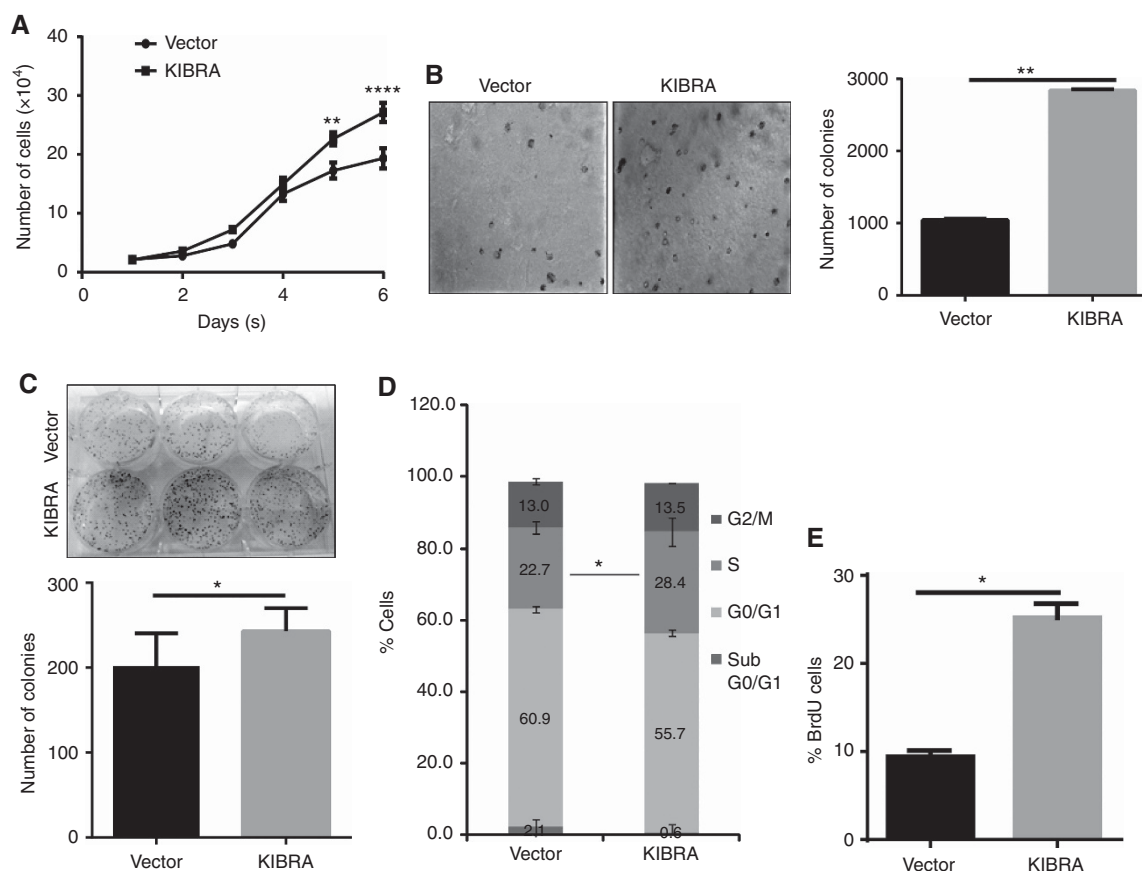 A
Number of cells (×10⁴)
40
30
20
10
0
0
2
4
6
Days (s)
Vector
KIBRA
**
****
B
Vector
KIBRA
Number of colonies
3000
2000
1000
0
**
Vector
KIBRA
C
Vector
KIBRA
Number of colonies
300
200
100
0
*
Vector
KIBRA
D
% Cells
120.0
100.0
80.0
60.0
40.0
20.0
0.0
13.0
22.7
60.9
2.1
13.5
28.4
55.7
0.6
*
Vector
KIBRA
G2/M
S
G0/G1
Sub
G0/G1
E
% BrdU cells
30
20
10
0
*
Vector
KIBRA